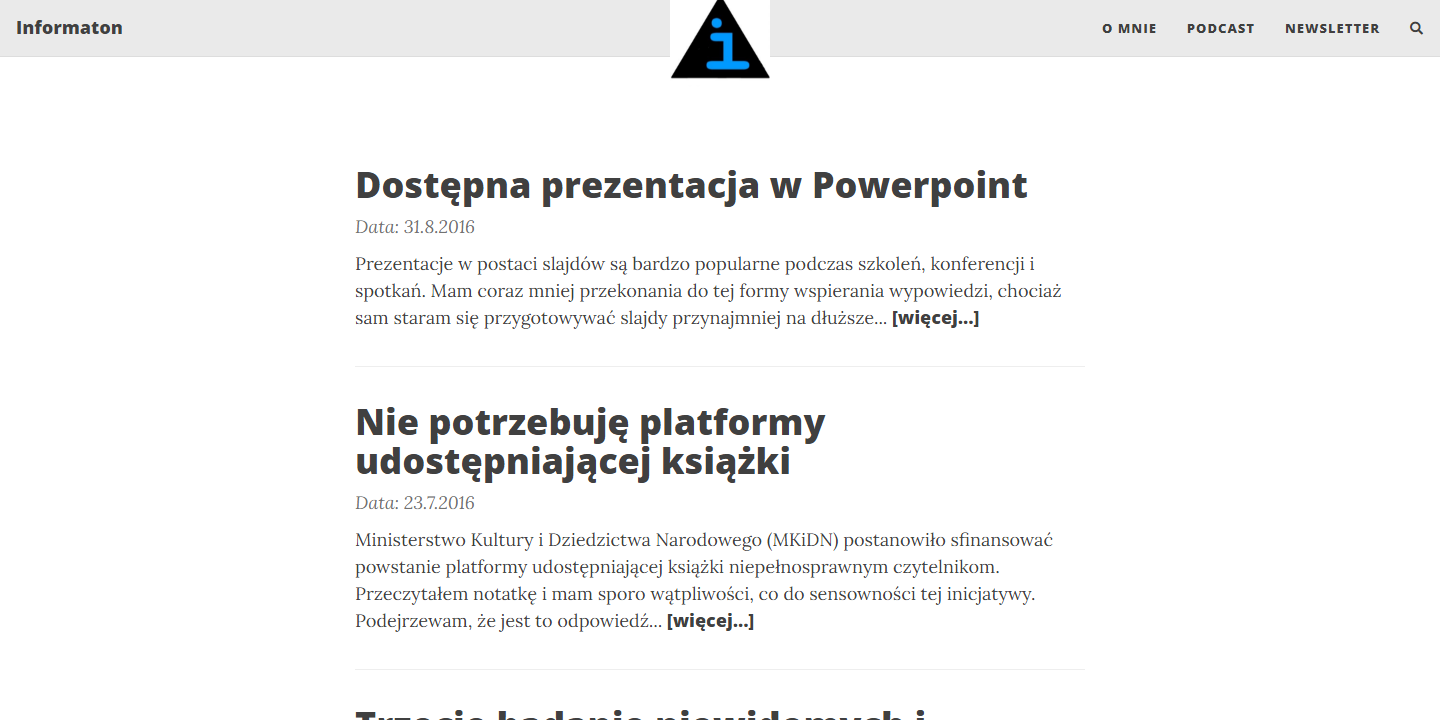 Informaton
i
O MNIE
PODCAST
NEWSLETTER
Dostępna prezentacja w Powerpoint
Data: 31.8.2016
Prezentacje w postaci slajdów są bardzo popularne podczas szkoleń, konferencji i
spotkań. Mam coraz mniej przekonania do tej formy wspierania wypowiedzi, chociaż
sam staram się przygotowywać slajdy przynajmniej na dłuższe... [więcej...]
Nie potrzebuję platformy
udostępniającej książki
Data: 23.7.2016
Ministerstwo Kultury i Dziedzictwa Narodowego (MKiDN) postanowiło sfinansować
powstanie platformy udostępniającej książki niepełnosprawnym czytelnikom.
Przeczytałem notatkę i mam sporo wątpliwości, co do sensowności tej inicjatywy.
Podejrzewam, że jest to odpowiedź... [więcej...]
Trzecie badanie niewidomych i